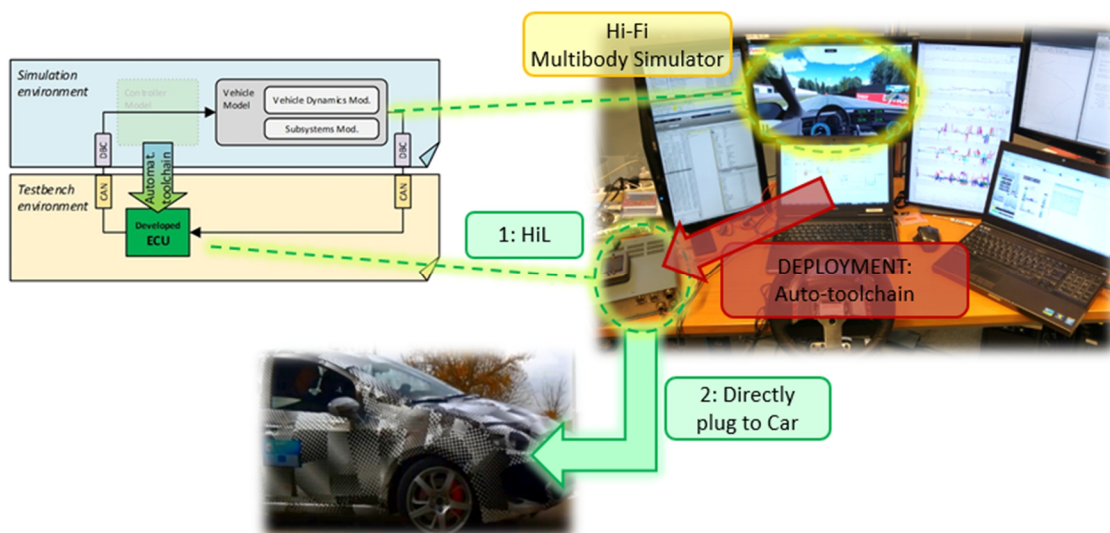 Hi-Fi
Multibody Simulator
Simulation
environment
Controller
Model
Vehicle
Model
Vehicle Dynamics Mod.
Subsystems Mod.
DBC
DBC
Automat.
toolchain
Testbench
environment
CAN
CAN
Developed
ECU
1: HiL
DEPLOYMENT:
Auto-toolchain
2: Directly
plug to Car